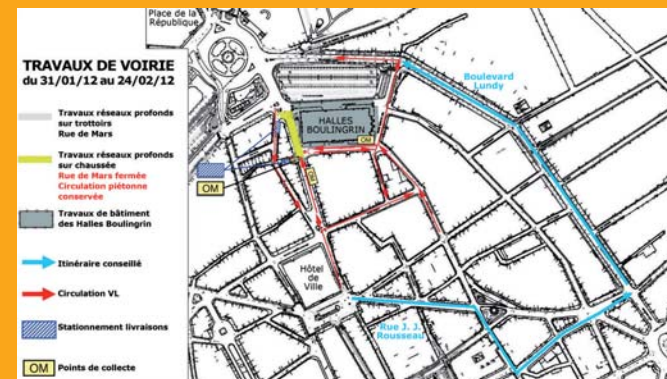 Place de la
République
TRAVAUX DE VOIRIE
du 31/01/12 au 24/02/12
Travaux réseaux profonds
sur trottoirs
Rue de Mars
Travaux réseaux profonds
sur chaussée
Rue de Mars fermée
Circulation piétonne
conservée
Travaux de bâtiment
des Halles Boulingrin
Itinéraire conseillé
Circulation VL
Stationnement livraisons
OM
Points de collecte
Boulevard
Lundy
HALLES
BOULINGRIN
OM
OM
OM
Hôtel
de
Ville
Rue J. J.
Rousseau